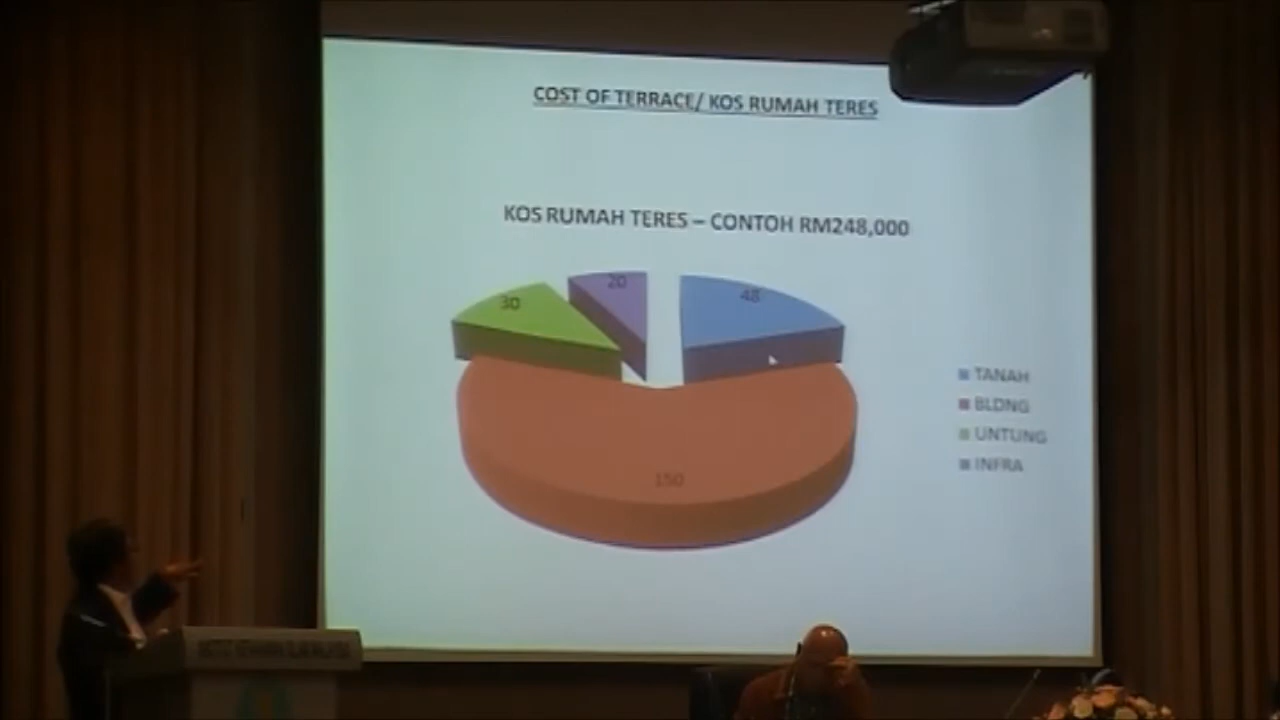 COST OF TERRACE/ KOS RUMAH TERES
KOS RUMAH TERES – CONTOH RM248,000
20
48
30
150
TANAH
BLDNG
UNTUNG
INFRA